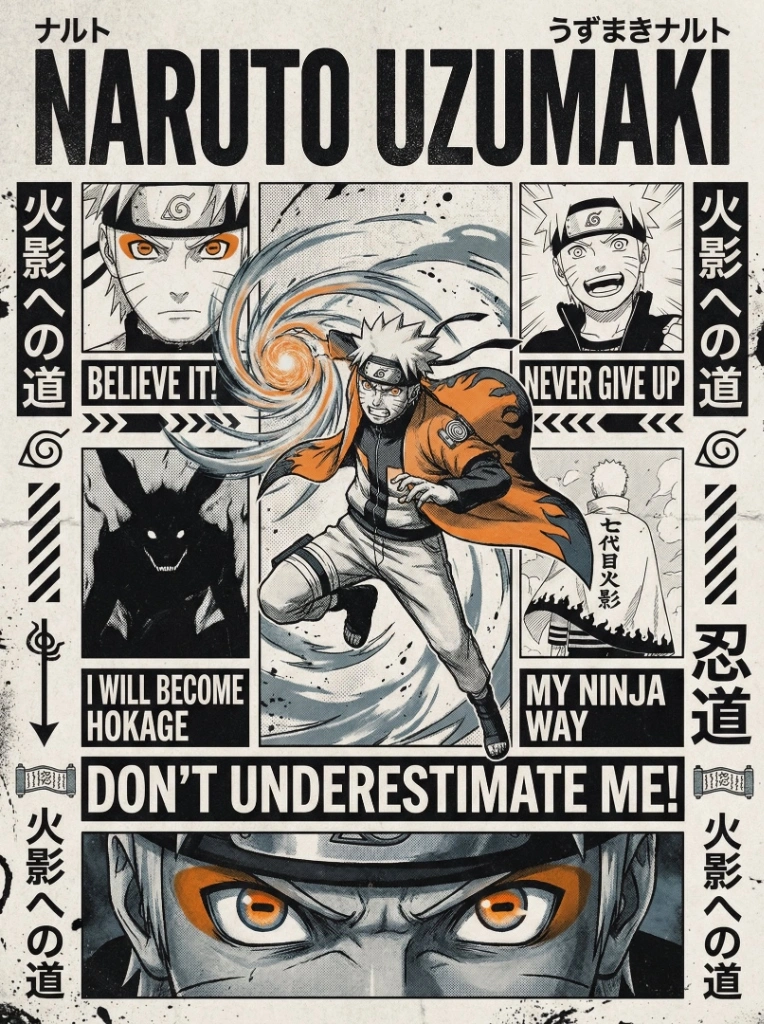 ナルト
うずまきナルト
NARUTO UZUMAKI
火影への道
火影への道
BELIEVE IT!
NEVER GIVE UP
七代目火影
I WILL BECOME
HOKAGE
MY NINJA
WAY
忍道
DON'T UNDERESTIMATE ME!
火影への道
火影への道